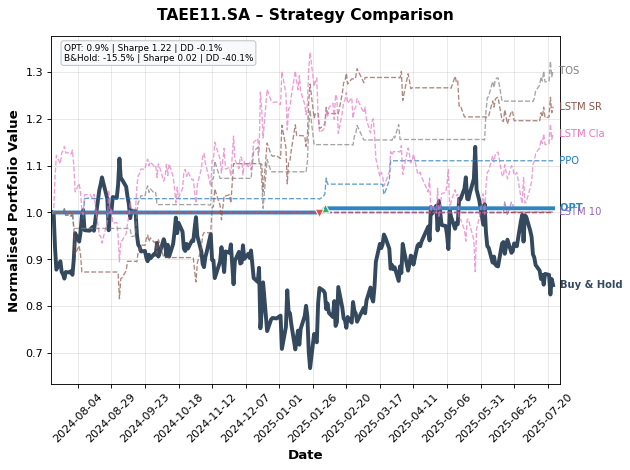 TAEE11.SA – Strategy Comparison
OPT: 0.9% | Sharpe 1.22 | DD -0.1%
B&Hold: -15.5% | Sharpe 0.02 | DD -40.1%
Normalised Portfolio Value
1.3
1.2
1.1
1.0
0.9
0.8
0.7
TOS
LSTM SR
LSTM Cla
PPO
OPT
LSTM 10
Buy & Hold
2024-08-04
2024-08-29
2024-09-23
2024-10-18
2024-11-12
2024-12-07
2025-01-01
2025-01-26
2025-02-20
2025-03-17
2025-04-11
2025-05-06
2025-05-31
2025-06-25
2025-07-20
Date